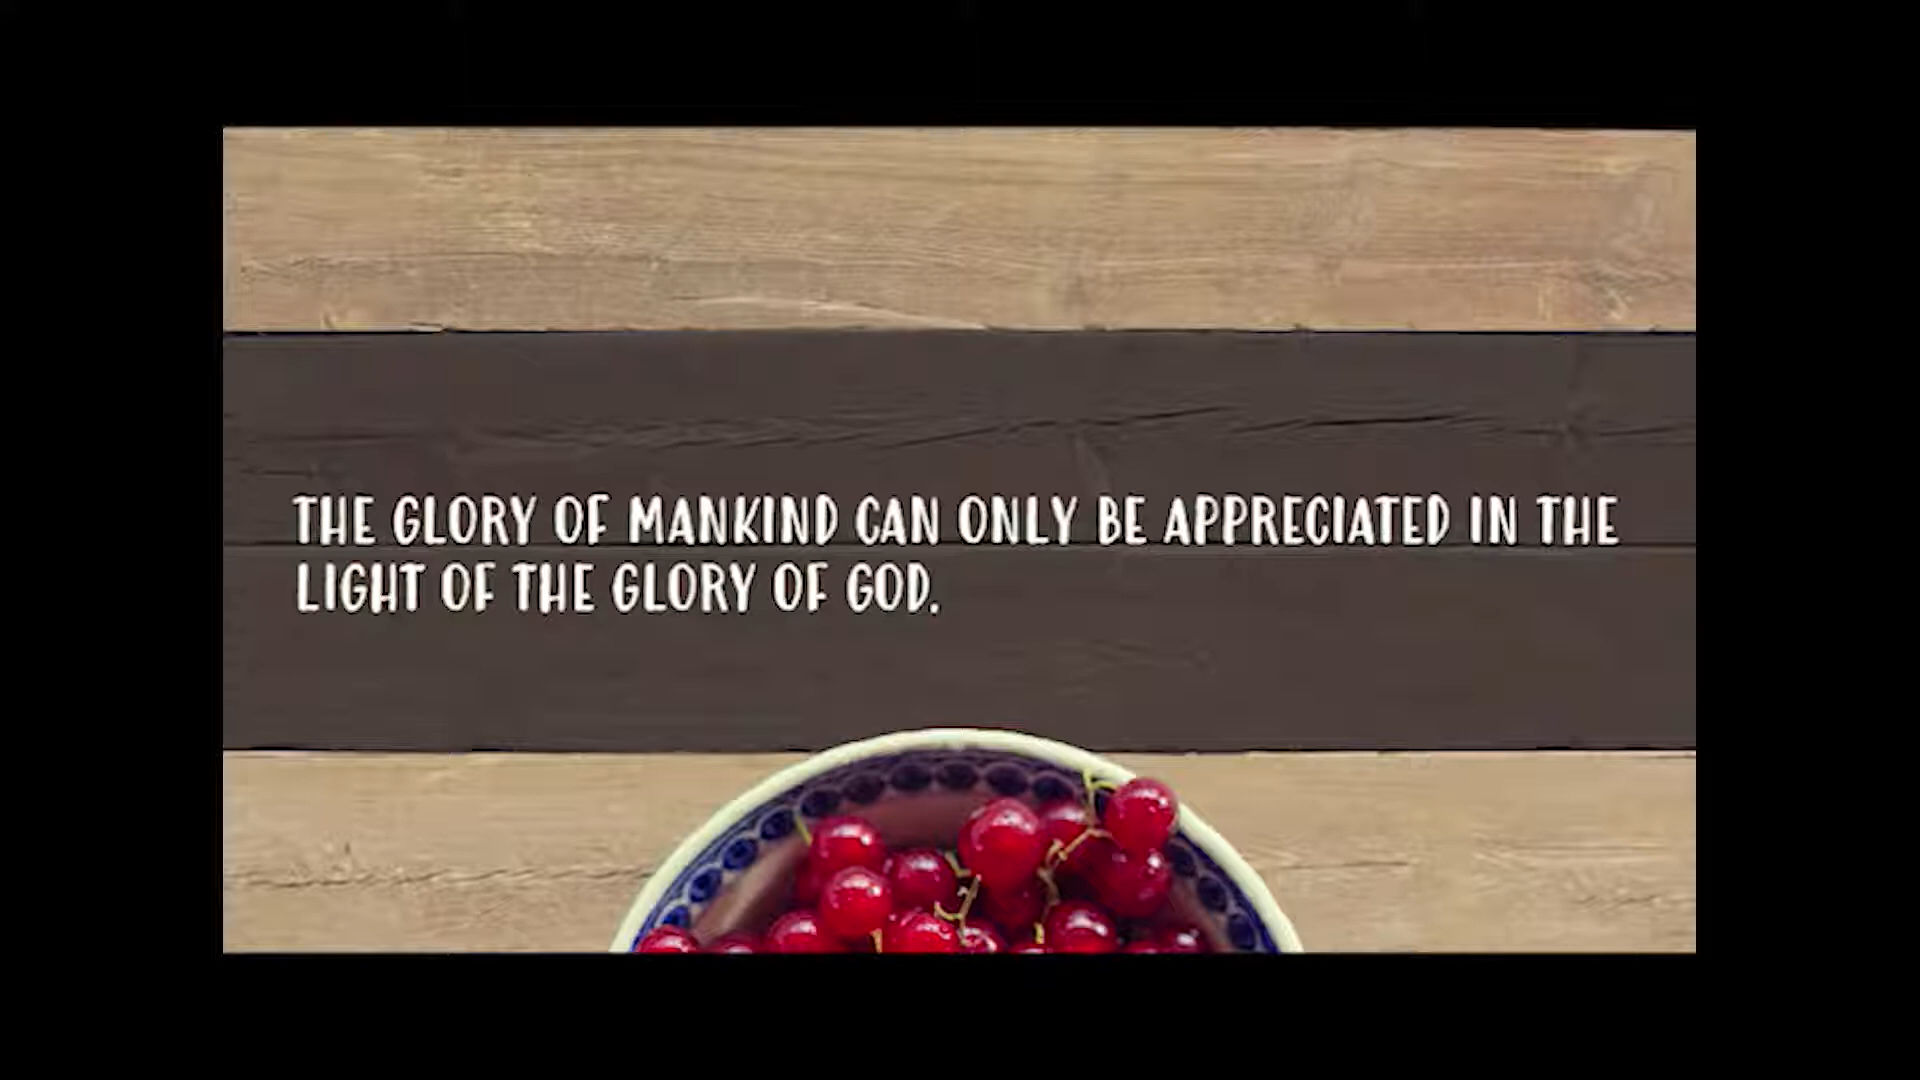 THE GLORY OF MANKIND CAN ONLY BE APPRECIATED IN THE
LIGHT OF THE GLORY OF GOD.